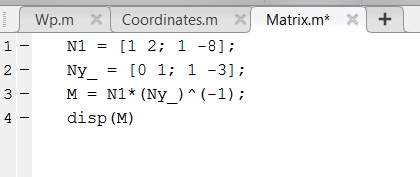 Wp.m × Coordinates.m × Matrix.m* × +
1 – N1 = [1 2; 1 -8];
2 – Ny_ = [0 1; 1 -3];
3 – M = N1*(Ny_)^(-1);
4 – disp(M)